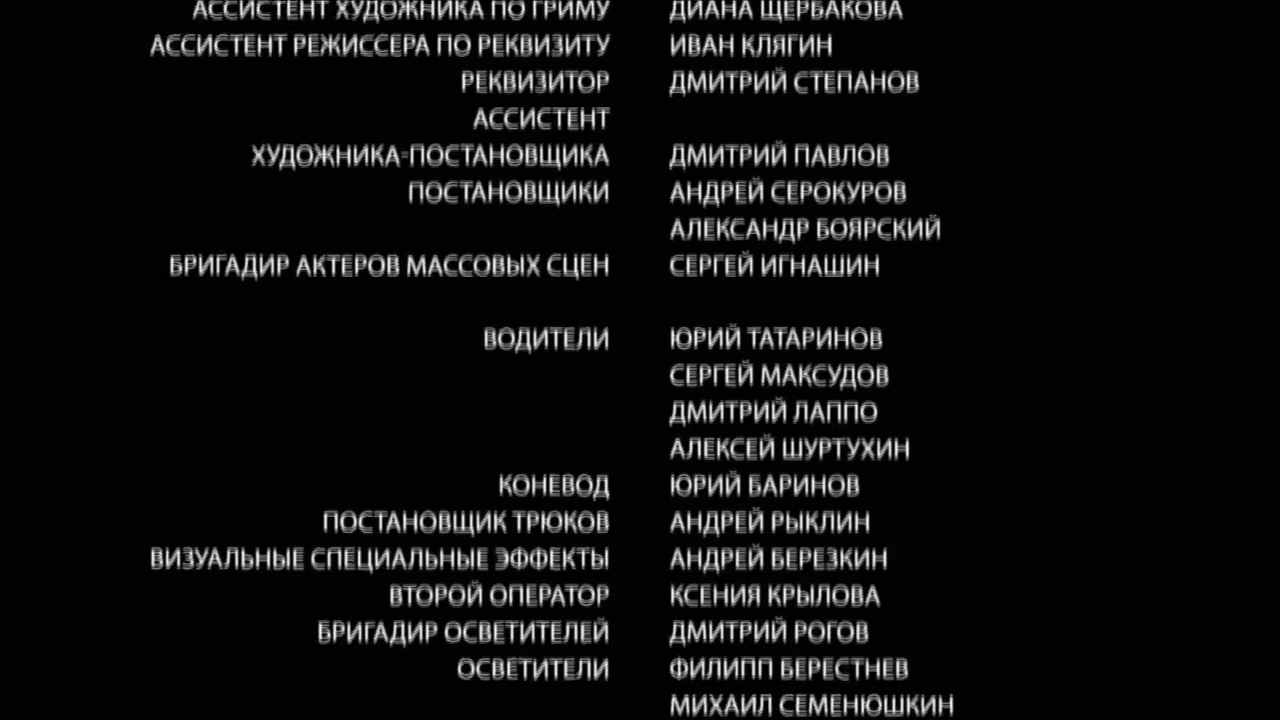 АССИСТЕНТ ХУДОЖНИКА ПО ГРИМУ ДИАНА ЩЕРБАКОВА
АССИСТЕНТ РЕЖИССЕРА ПО РЕКВИЗИТУ ИВАН КЛЯГИН
РЕКВИЗИТОР ДМИТРИЙ СТЕПАНОВ
АССИСТЕНТ
ХУДОЖНИКА-ПОСТАНОВЩИКА ДМИТРИЙ ПАВЛОВ
ПОСТАНОВЩИКИ АНДРЕЙ СЕРОКУРОВ
АЛЕКСАНДР БОЯРСКИЙ
БРИГАДИР АКТЕРОВ МАССОВЫХ СЦЕН СЕРГЕЙ ИГНАШИН
ВОДИТЕЛИ ЮРИЙ ТАТАРИНОВ
СЕРГЕЙ МАКСУДОВ
ДМИТРИЙ ЛАППО
АЛЕКСЕЙ ШУРТУХИН
КОНЕВОД ЮРИЙ БАРИНОВ
ПОСТАНОВЩИК ТРЮКОВ АНДРЕЙ РЫКЛИН
ВИЗУАЛЬНЫЕ СПЕЦИАЛЬНЫЕ ЭФФЕКТЫ АНДРЕЙ БЕРЕЗКИН
ВТОРОЙ ОПЕРАТОР КСЕНИЯ КРЫЛОВА
БРИГАДИР ОСВЕТИТЕЛЕЙ ДМИТРИЙ РОГОВ
ОСВЕТИТЕЛИ ФИЛИПП БЕРЕСТНЕВ
МИХАИЛ СЕМЕНЮШКИН